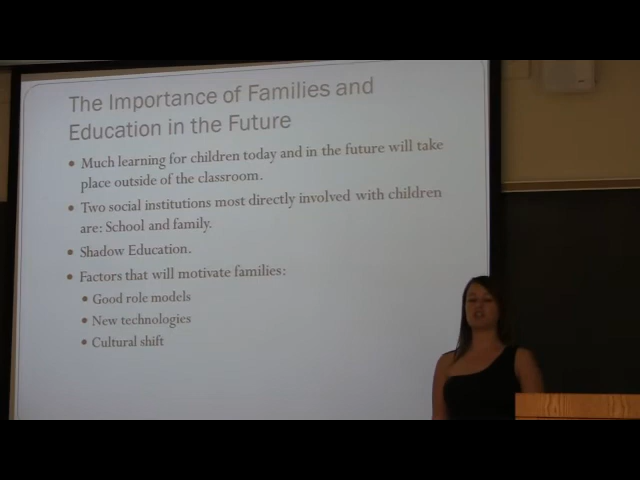 The Importance of Families and
Education in the Future
• Much learning for children today and in the future will take
place outside of the classroom.
• Two social institutions most directly involved with children
are: School and family.
• Shadow Education.
• Factors that will motivate families:
• Good role models
• New technologies
• Cultural shift